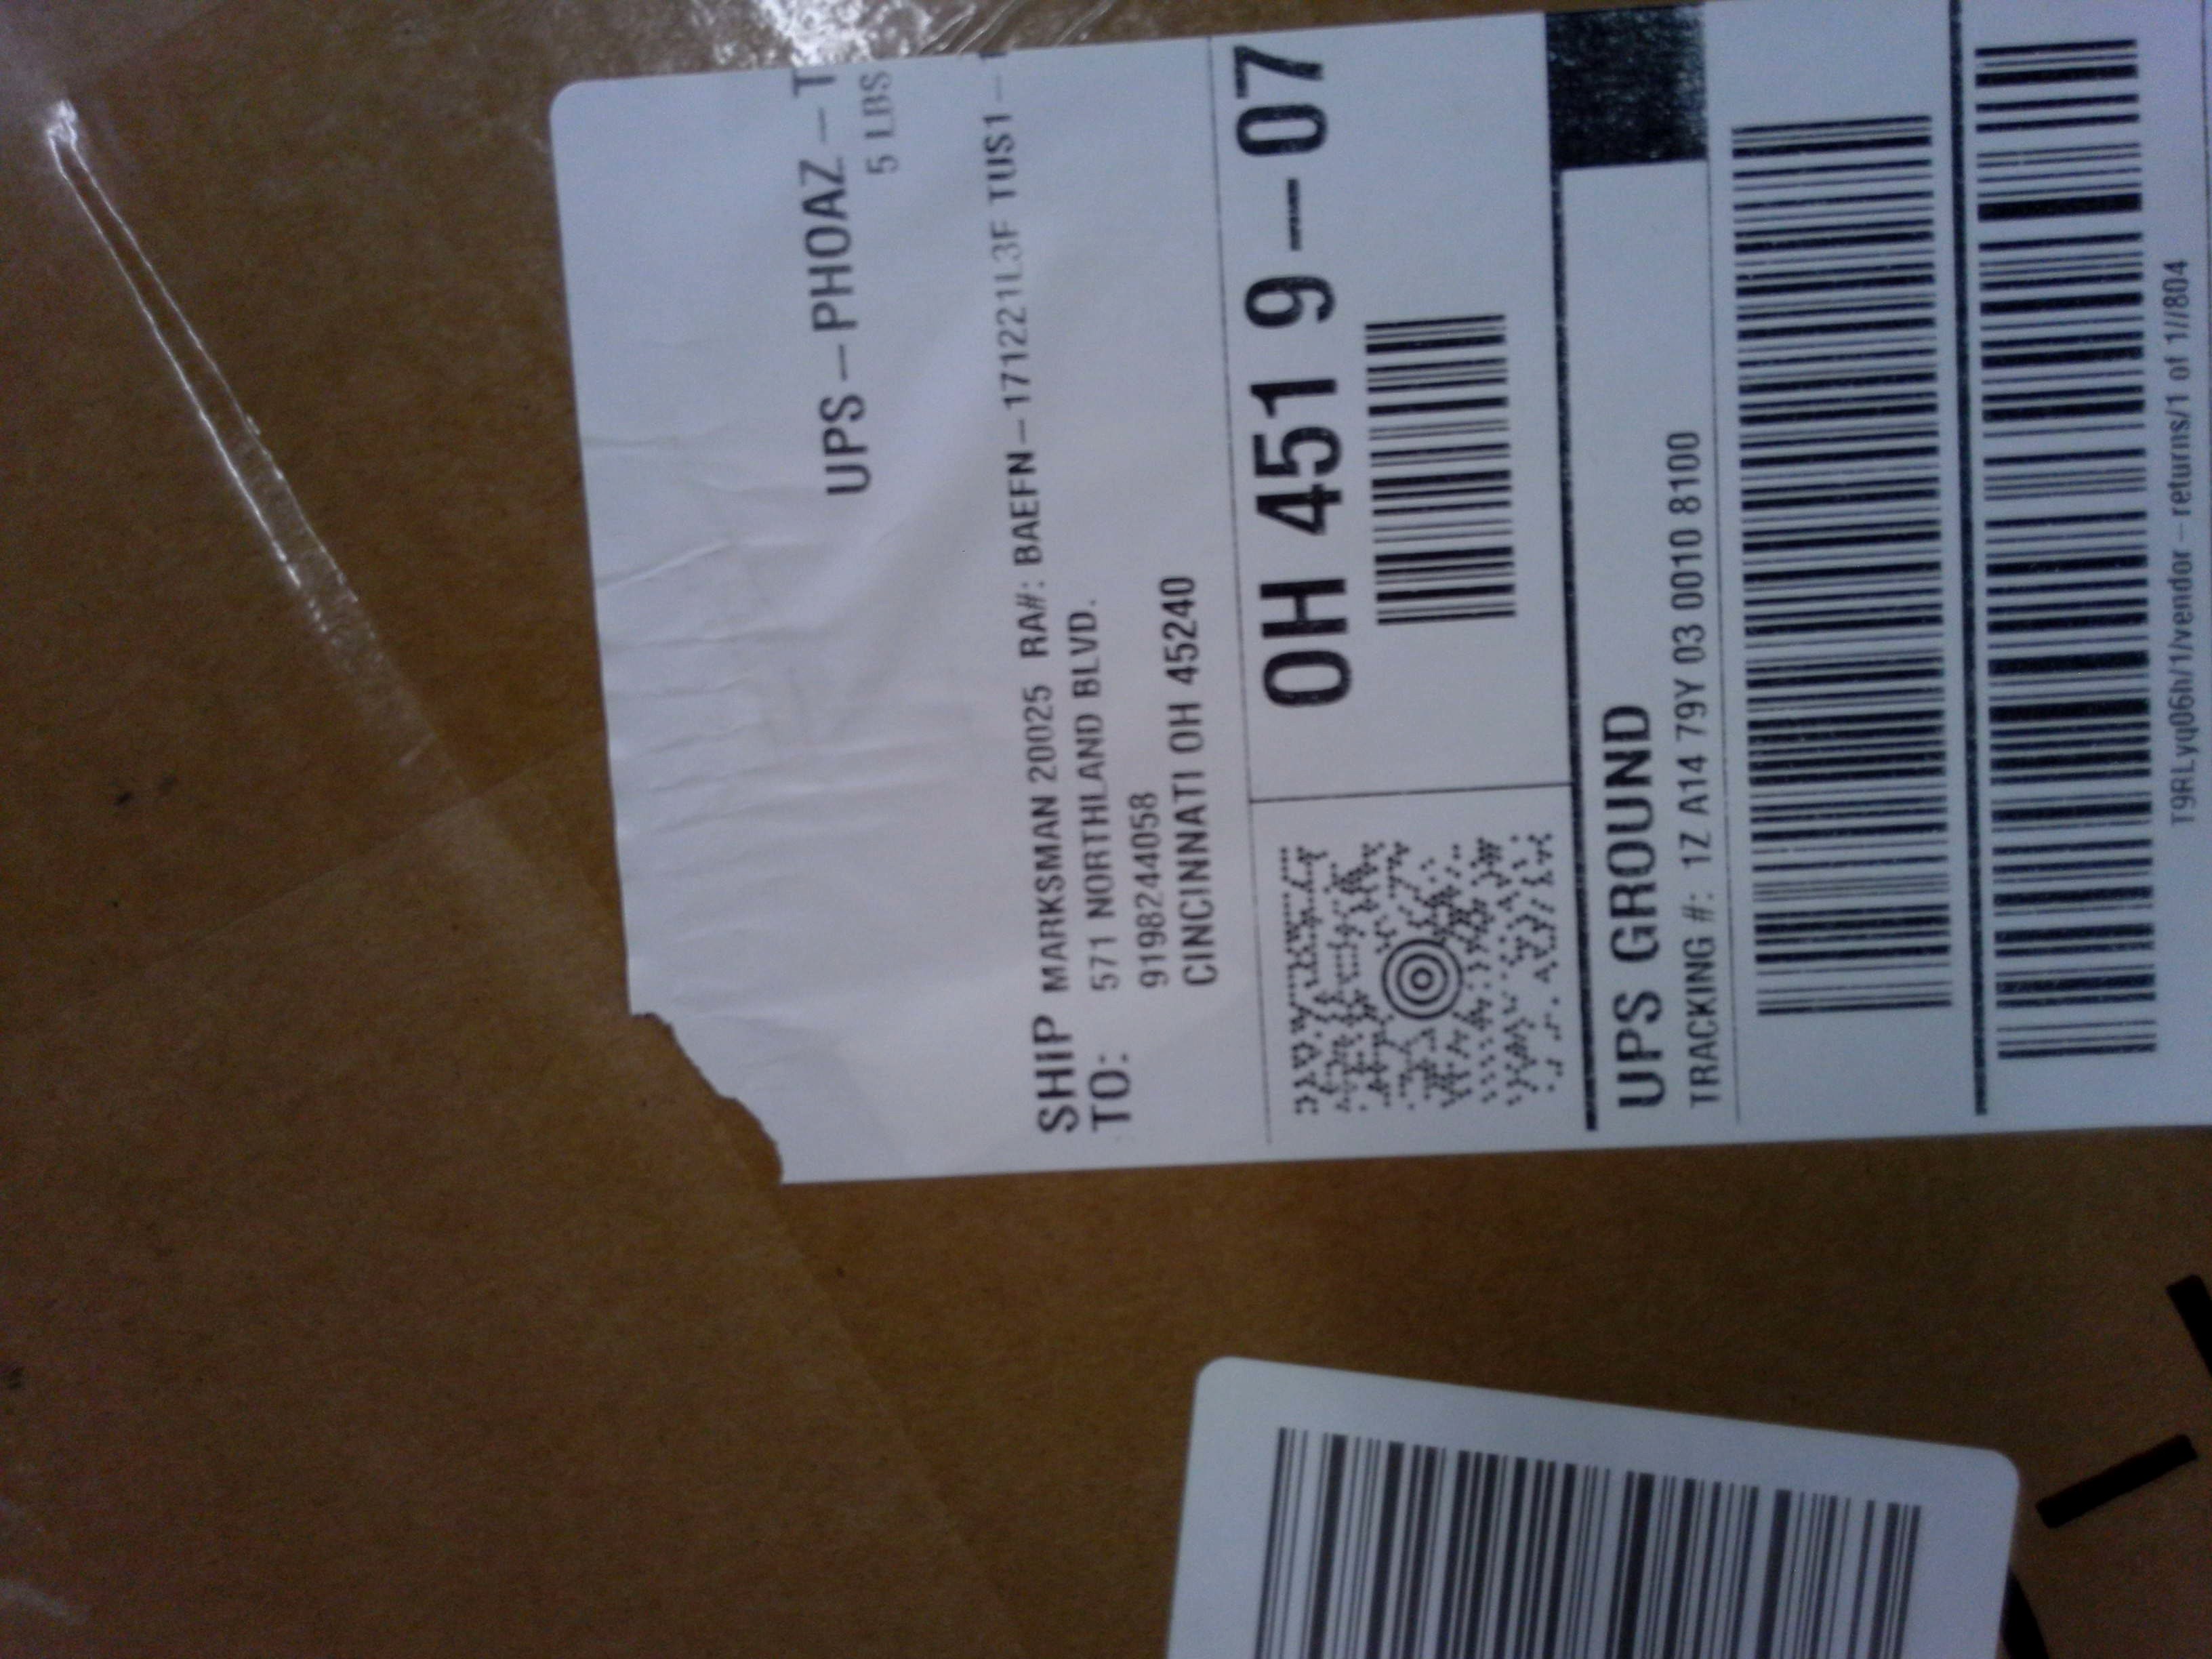 UPS-PHOAZ-T
5 LBS
SHIP TO:
MARKSMAN 20025 RA#: BAEFN-171221L3F TUS1-
571 NORTHLAND BLVD.
9198244058
CINCINNATI OH 45240
OH 451 9-07
UPS GROUND
TRACKING #: 1Z A14 79Y 03 0010 8100
T9RLyq06h/1/vendor-returns/1 of 1//804